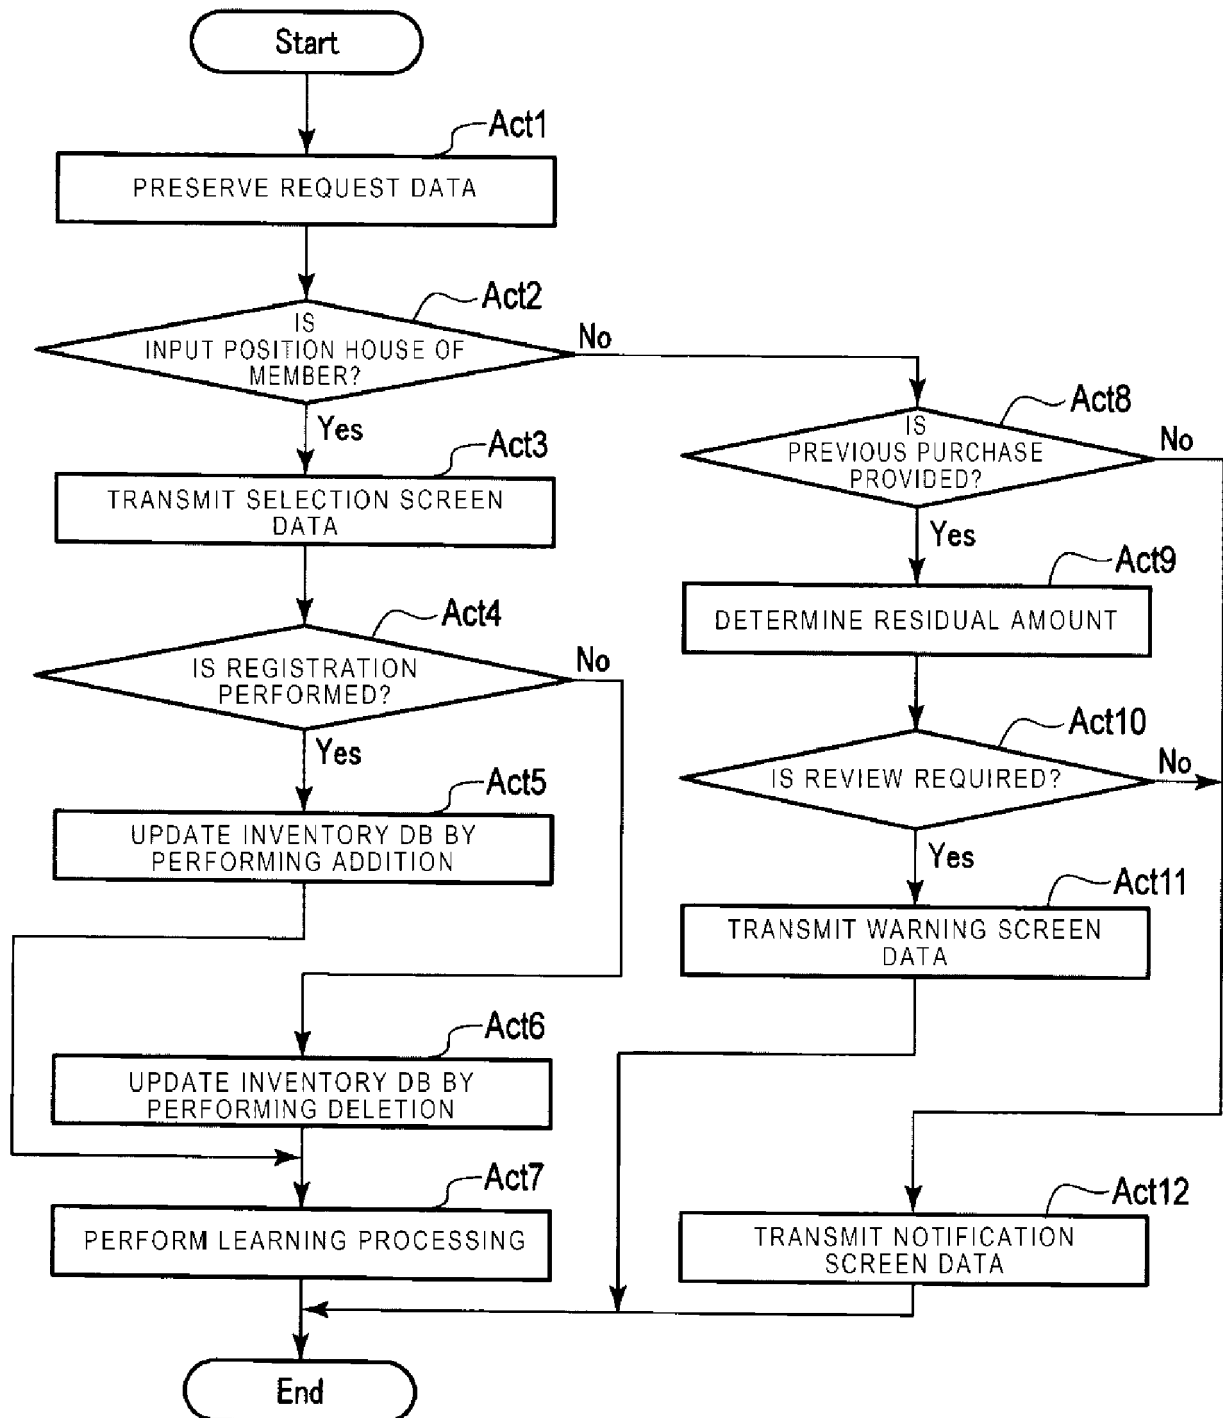 Start
Act1
PRESERVE REQUEST DATA
Act2
IS
INPUT POSITION HOUSE OF
MEMBER?
No
Yes
Act3
TRANSMIT SELECTION SCREEN
DATA
Act4
IS REGISTRATION
PERFORMED?
No
Yes
Act5
UPDATE INVENTORY DB BY
PERFORMING ADDITION
Act6
UPDATE INVENTORY DB BY
PERFORMING DELETION
Act7
PERFORM LEARNING PROCESSING
End
Act8
IS
PREVIOUS PURCHASE
PROVIDED?
No
Yes
Act9
DETERMINE RESIDUAL AMOUNT
Act10
IS REVIEW REQUIRED?
No
Yes
Act11
TRANSMIT WARNING SCREEN
DATA
Act12
TRANSMIT NOTIFICATION
SCREEN DATA